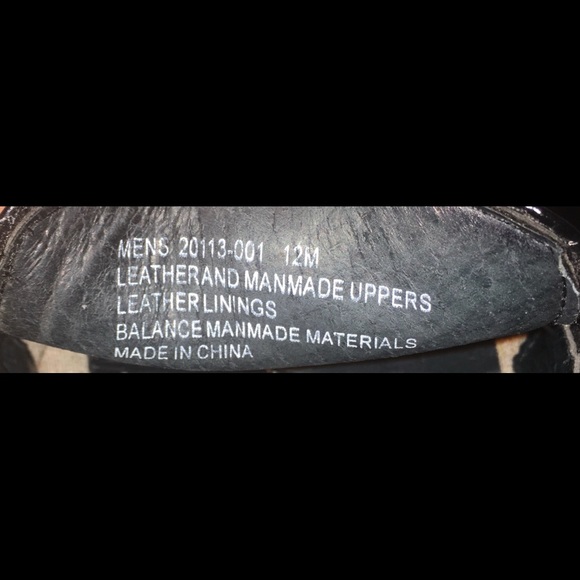 MENS 20113-001 12M
LEATHERAND MANMADE UPPERS
LEATHER LININGS
BALANCE MANMADE MATERIALS
MADE IN CHINA